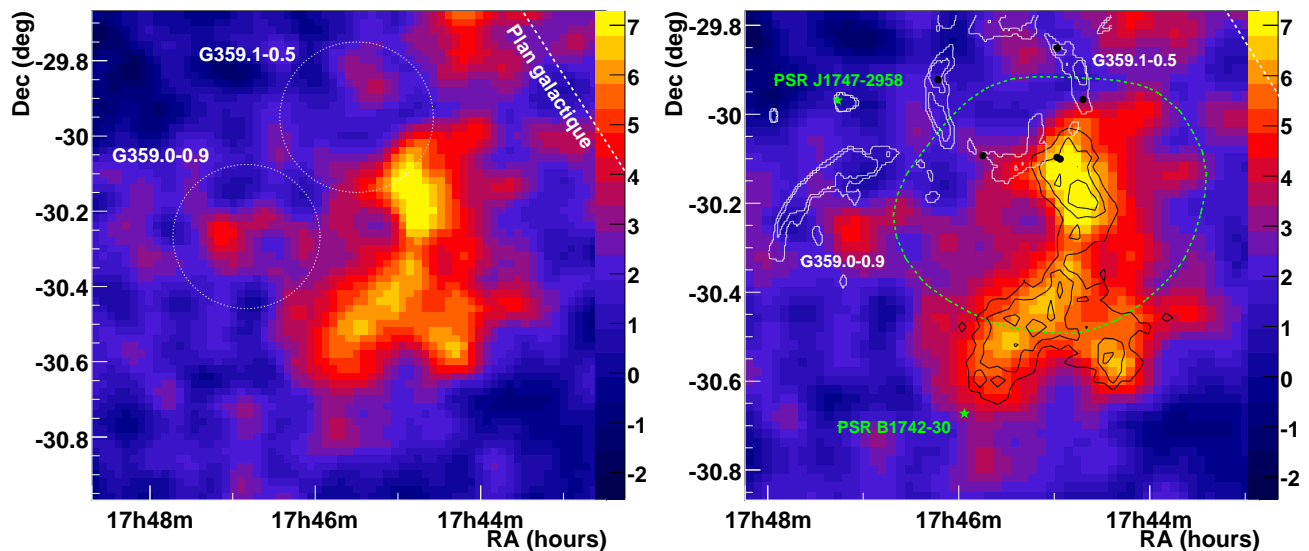 Dec (deg)
-29.8
-30
-30.2
-30.4
-30.6
-30.8
G359.1-0.5
G359.0-0.9
Plan galactique
17h48m
17h46m
17h44m
RA (hours)
7
6
5
4
3
2
1
0
-1
-2
Dec (deg)
-29.8
-30
-30.2
-30.4
-30.6
-30.8
G359.1-0.5
PSR J1747-2958
G359.0-0.9
PSR B1742-30
17h48m
17h46m
17h44m
RA (hours)
7
6
5
4
3
2
1
0
-1
-2